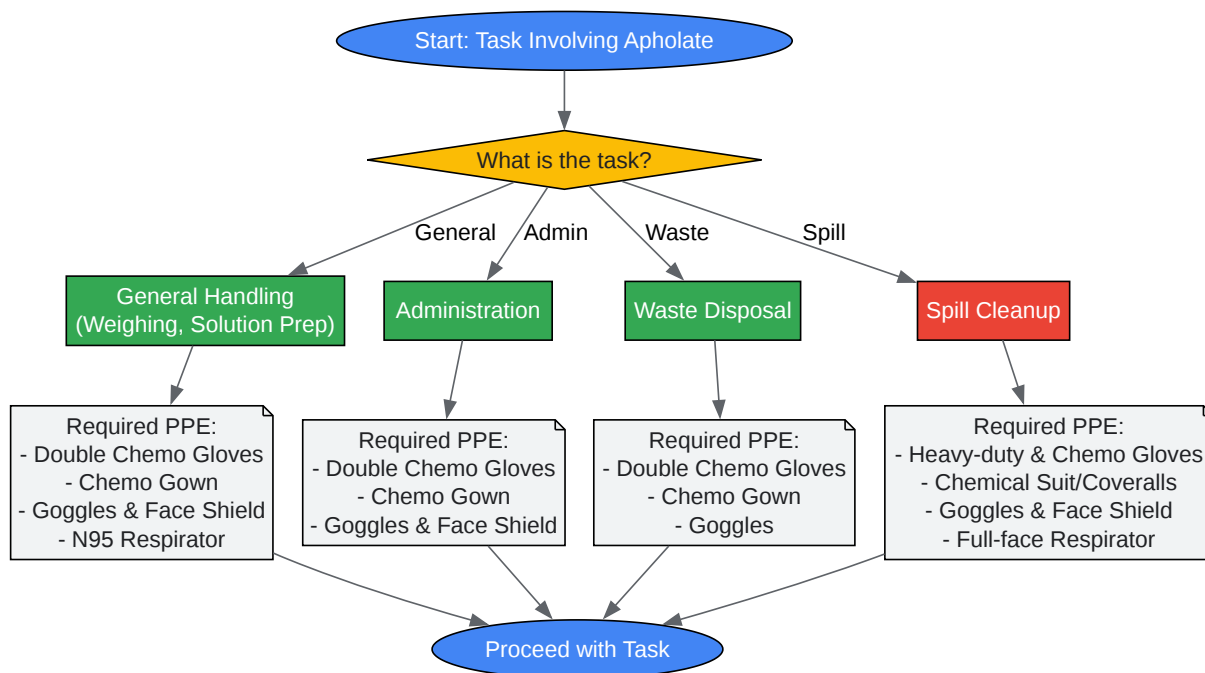 Start: Task Involving Apholate
What is the task?
General
Admin
Waste
Spill
General Handling
(Weighing, Solution Prep)
Administration
Waste Disposal
Spill Cleanup
Required PPE:
- Double Chemo Gloves
- Chemo Gown
- Goggles & Face Shield
- N95 Respirator
Required PPE:
- Double Chemo Gloves
- Chemo Gown
- Goggles & Face Shield
Required PPE:
- Double Chemo Gloves
- Chemo Gown
- Goggles
Required PPE:
- Heavy-duty & Chemo Gloves
- Chemical Suit/Coveralls
- Goggles & Face Shield
- Full-face Respirator
Proceed with Task